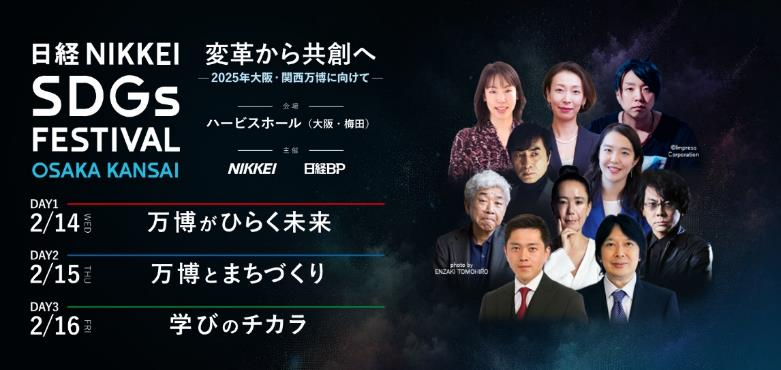 日経 NIKKEI
SDGs
FESTIVAL
OSAKA KANSAI
変革から共創へ
2025年大阪・関西万博に向けて
会場
ハービスホール（大阪・梅田）
主催
NIKKEI 日経BP
DAY1
2/14 WED 万博がひらく未来
DAY2
2/15 THU 万博とまちづくり
DAY3
2/16 FRI 学びのチカラ
©Impress
Corporation
photo by
ENZAKI TOMOHIRO